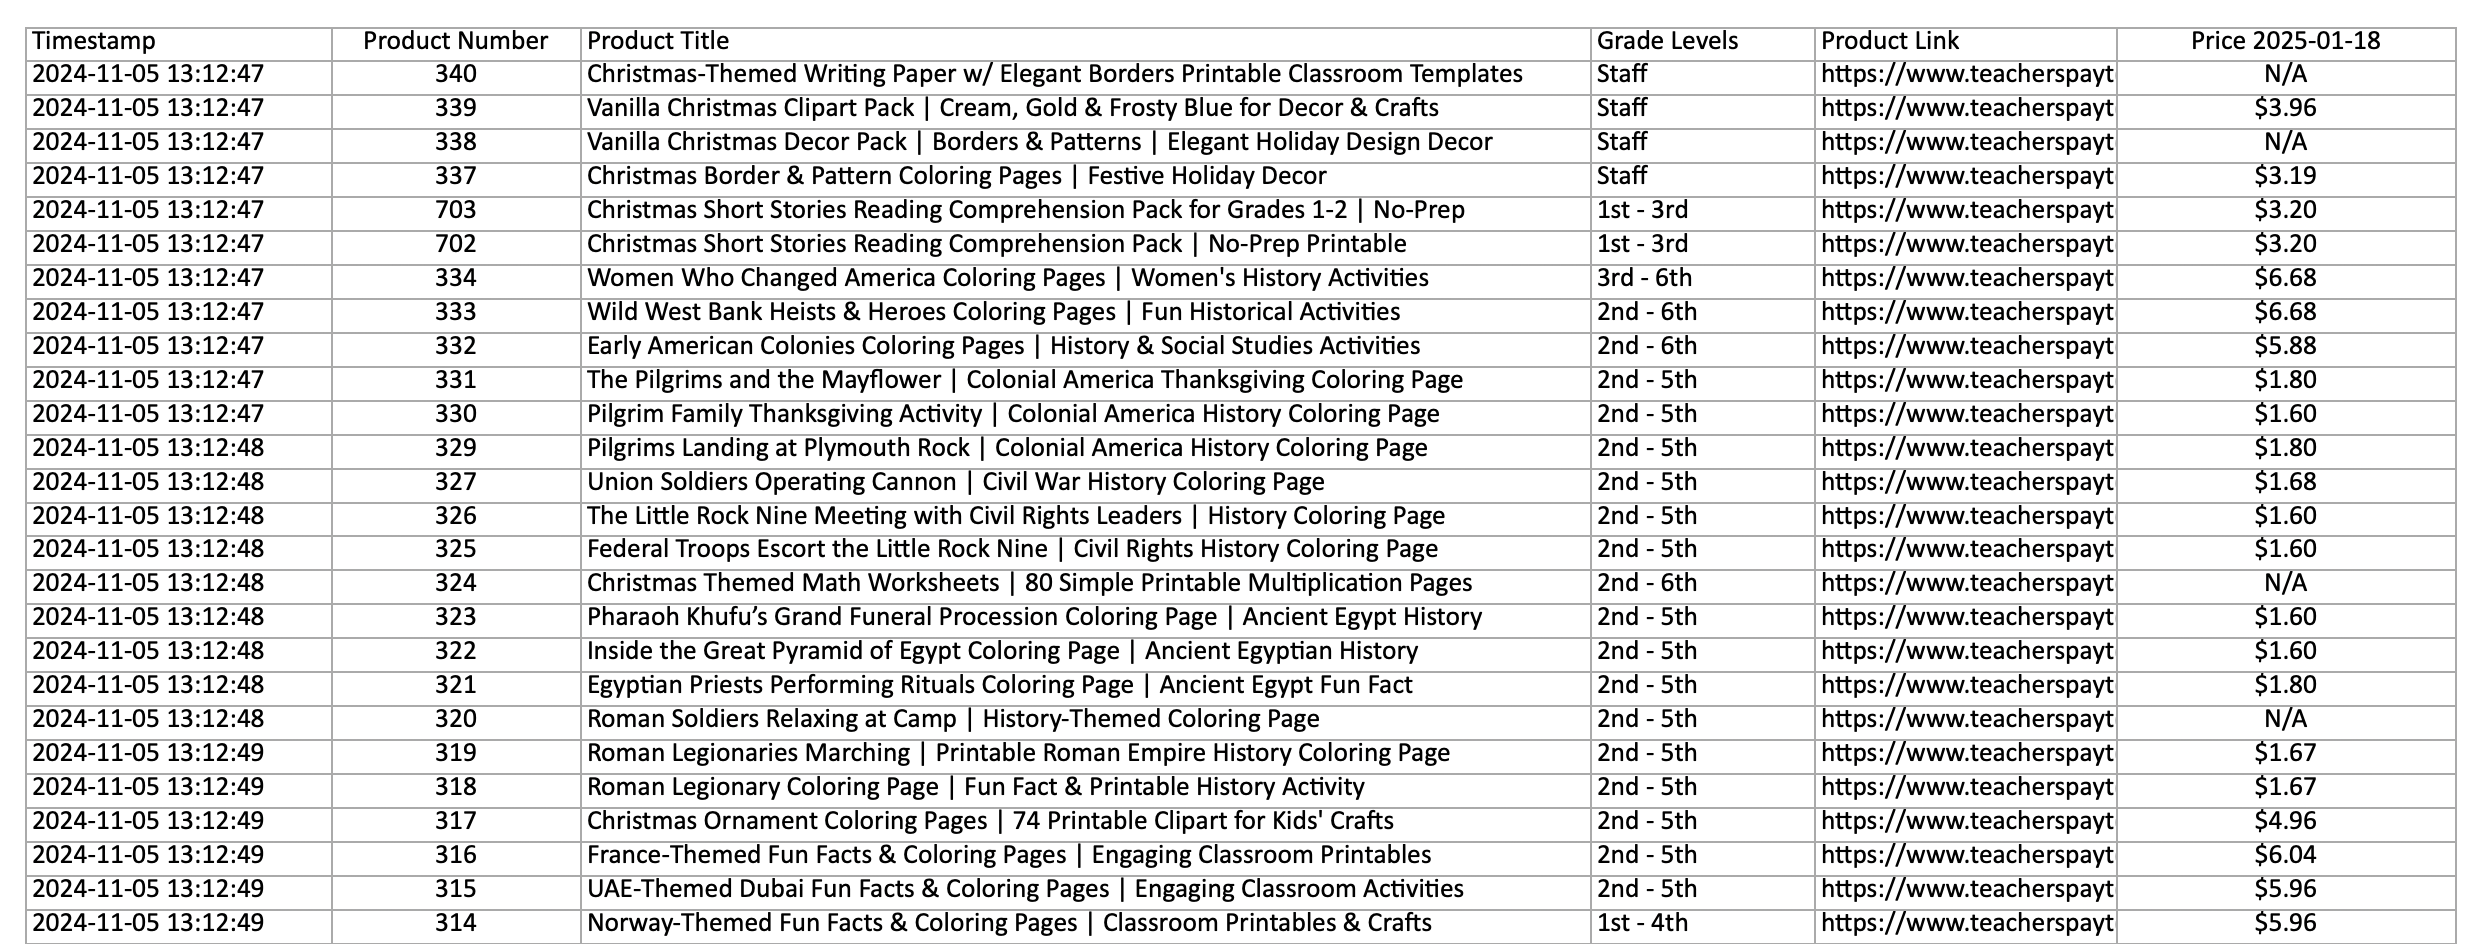 Timestamp Product Number Product Title Grade Levels Product Link Price 2025-01-18
2024-11-05 13:12:47 340 Christmas-Themed Writing Paper w/ Elegant Borders Printable Classroom Templates Staff https://www.teacherspayt N/A
2024-11-05 13:12:47 339 Vanilla Christmas Clipart Pack | Cream, Gold & Frosty Blue for Decor & Crafts Staff https://www.teacherspayt $3.96
2024-11-05 13:12:47 338 Vanilla Christmas Decor Pack | Borders & Patterns | Elegant Holiday Design Decor Staff https://www.teacherspayt N/A
2024-11-05 13:12:47 337 Christmas Border & Pattern Coloring Pages | Festive Holiday Decor Staff https://www.teacherspayt $3.19
2024-11-05 13:12:47 703 Christmas Short Stories Reading Comprehension Pack for Grades 1-2 | No-Prep 1st - 3rd https://www.teacherspayt $3.20
2024-11-05 13:12:47 702 Christmas Short Stories Reading Comprehension Pack | No-Prep Printable 1st - 3rd https://www.teacherspayt $3.20
2024-11-05 13:12:47 334 Women Who Changed America Coloring Pages | Women's History Activities 3rd - 6th https://www.teacherspayt $6.68
2024-11-05 13:12:47 333 Wild West Bank Heists & Heroes Coloring Pages | Fun Historical Activities 2nd - 6th https://www.teacherspayt $6.68
2024-11-05 13:12:47 332 Early American Colonies Coloring Pages | History & Social Studies Activities 2nd - 6th https://www.teacherspayt $5.88
2024-11-05 13:12:47 331 The Pilgrims and the Mayflower | Colonial America Thanksgiving Coloring Page 2nd - 5th https://www.teacherspayt $1.80
2024-11-05 13:12:47 330 Pilgrim Family Thanksgiving Activity | Colonial America History Coloring Page 2nd - 5th https://www.teacherspayt $1.60
2024-11-05 13:12:48 329 Pilgrims Landing at Plymouth Rock | Colonial America History Coloring Page 2nd - 5th https://www.teacherspayt $1.80
2024-11-05 13:12:48 327 Union Soldiers Operating Cannon | Civil War History Coloring Page 2nd - 5th https://www.teacherspayt $1.68
2024-11-05 13:12:48 326 The Little Rock Nine Meeting with Civil Rights Leaders | History Coloring Page 2nd - 5th https://www.teacherspayt $1.60
2024-11-05 13:12:48 325 Federal Troops Escort the Little Rock Nine | Civil Rights History Coloring Page 2nd - 5th https://www.teacherspayt $1.60
2024-11-05 13:12:48 324 Christmas Themed Math Worksheets | 80 Simple Printable Multiplication Pages 2nd - 6th https://www.teacherspayt N/A
2024-11-05 13:12:48 323 Pharaoh Khufu’s Grand Funeral Procession Coloring Page | Ancient Egypt History 2nd - 5th https://www.teacherspayt $1.60
2024-11-05 13:12:48 322 Inside the Great Pyramid of Egypt Coloring Page | Ancient Egyptian History 2nd - 5th https://www.teacherspayt $1.60
2024-11-05 13:12:48 321 Egyptian Priests Performing Rituals Coloring Page | Ancient Egypt Fun Fact 2nd - 5th https://www.teacherspayt $1.80
2024-11-05 13:12:48 320 Roman Soldiers Relaxing at Camp | History-Themed Coloring Page 2nd - 5th https://www.teacherspayt N/A
2024-11-05 13:12:49 319 Roman Legionaries Marching | Printable Roman Empire History Coloring Page 2nd - 5th https://www.teacherspayt $1.67
2024-11-05 13:12:49 318 Roman Legionary Coloring Page | Fun Fact & Printable History Activity 2nd - 5th https://www.teacherspayt $1.67
2024-11-05 13:12:49 317 Christmas Ornament Coloring Pages | 74 Printable Clipart for Kids' Crafts 2nd - 5th https://www.teacherspayt $4.96
2024-11-05 13:12:49 316 France-Themed Fun Facts & Coloring Pages | Engaging Classroom Printables 2nd - 5th https://www.teacherspayt $6.04
2024-11-05 13:12:49 315 UAE-Themed Dubai Fun Facts & Coloring Pages | Engaging Classroom Activities 2nd - 5th https://www.teacherspayt $5.96
2024-11-05 13:12:49 314 Norway-Themed Fun Facts & Coloring Pages | Classroom Printables & Crafts 1st - 4th https://www.teacherspayt $5.96